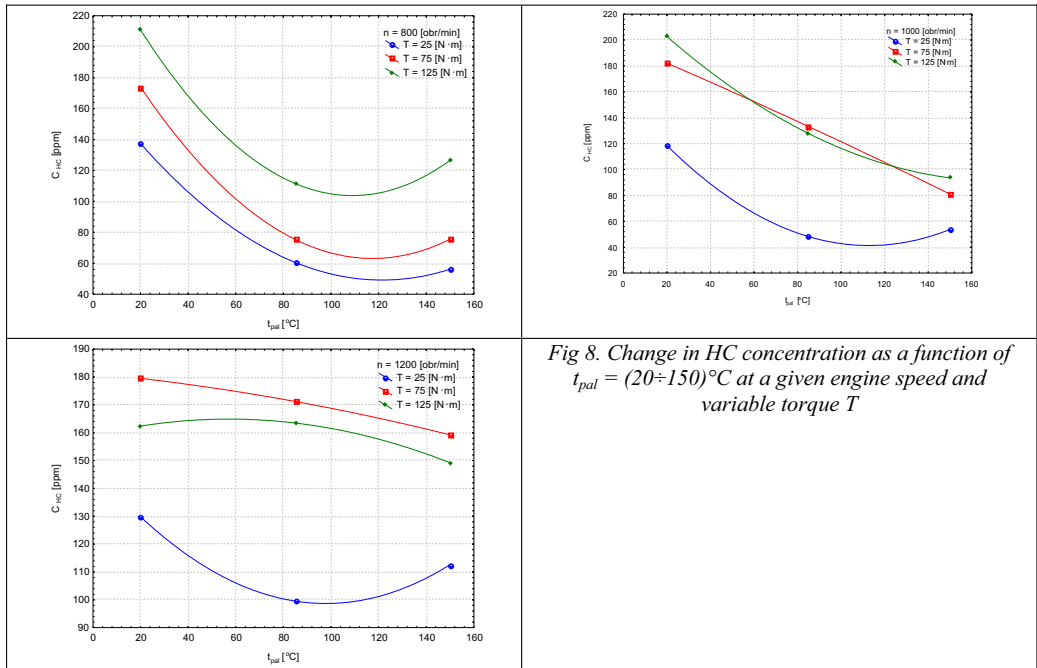 220
200
180
160
140
120
100
80
60
40
C HC [ppm]
0 20 40 60 80 100 120 140 160
t_pal [°C]
n = 800 [obr/min]
T = 25 [N·m]
T = 75 [N·m]
T = 125 [N·m]
220
200
180
160
140
120
100
80
60
40
20
C HC [ppm]
0 20 40 60 80 100 120 140 160
t_pal [°C]
n = 1000 [obr/min]
T = 25 [N·m]
T = 75 [N·m]
T = 125 [N·m]
190
180
170
160
150
140
130
120
110
100
90
C HC [ppm]
0 20 40 60 80 100 120 140 160
t_pal [°C]
n = 1200 [obr/min]
T = 25 [N·m]
T = 75 [N·m]
T = 125 [N·m]
Fig 8. Change in HC concentration as a function of
t_pal = (20÷150)°C at a given engine speed and
variable torque T